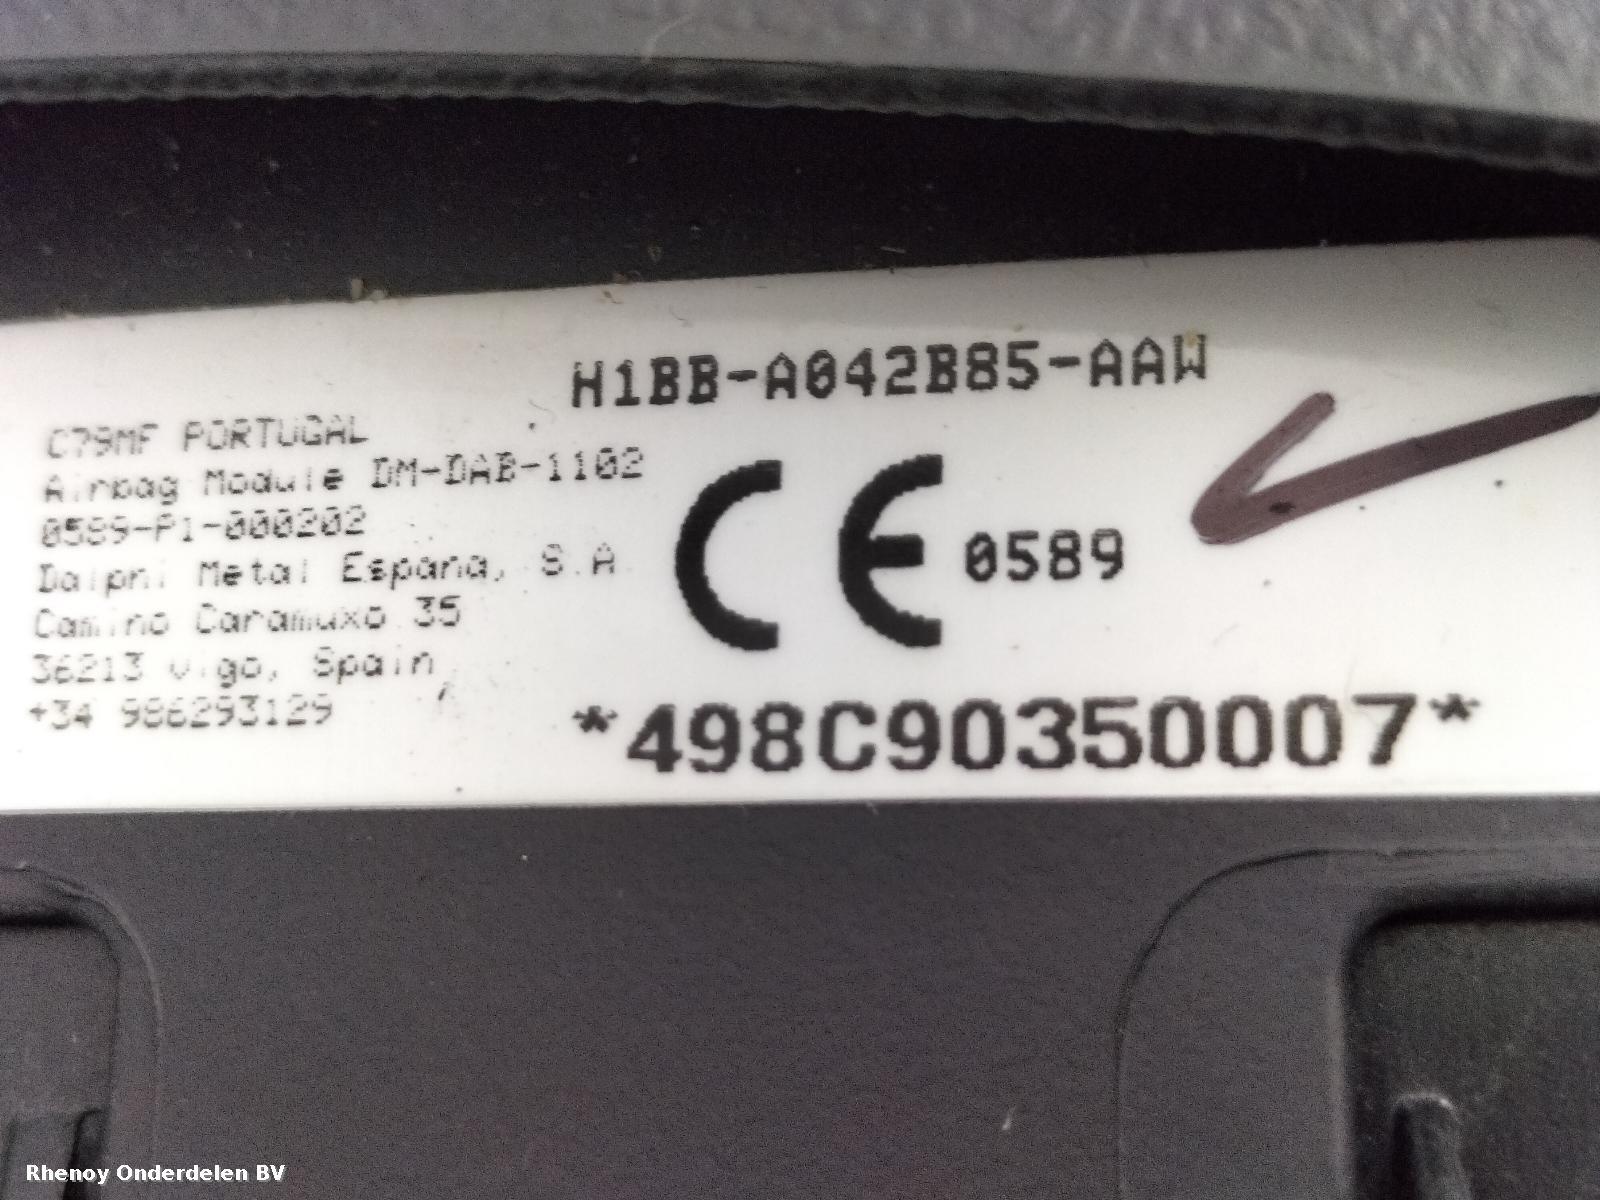 H1BB-A042B85-AAW
C79MF PORTUGAL
Airbag Module DM-DAB-1102
0589-P1-000202
Dalphi Metal Espana, S.A
Camino Caramuxo 35
36213 Vigo, Spain
+34 986293129
CE 0589
*498C90350007*
Rhenoy Onderdelen BV